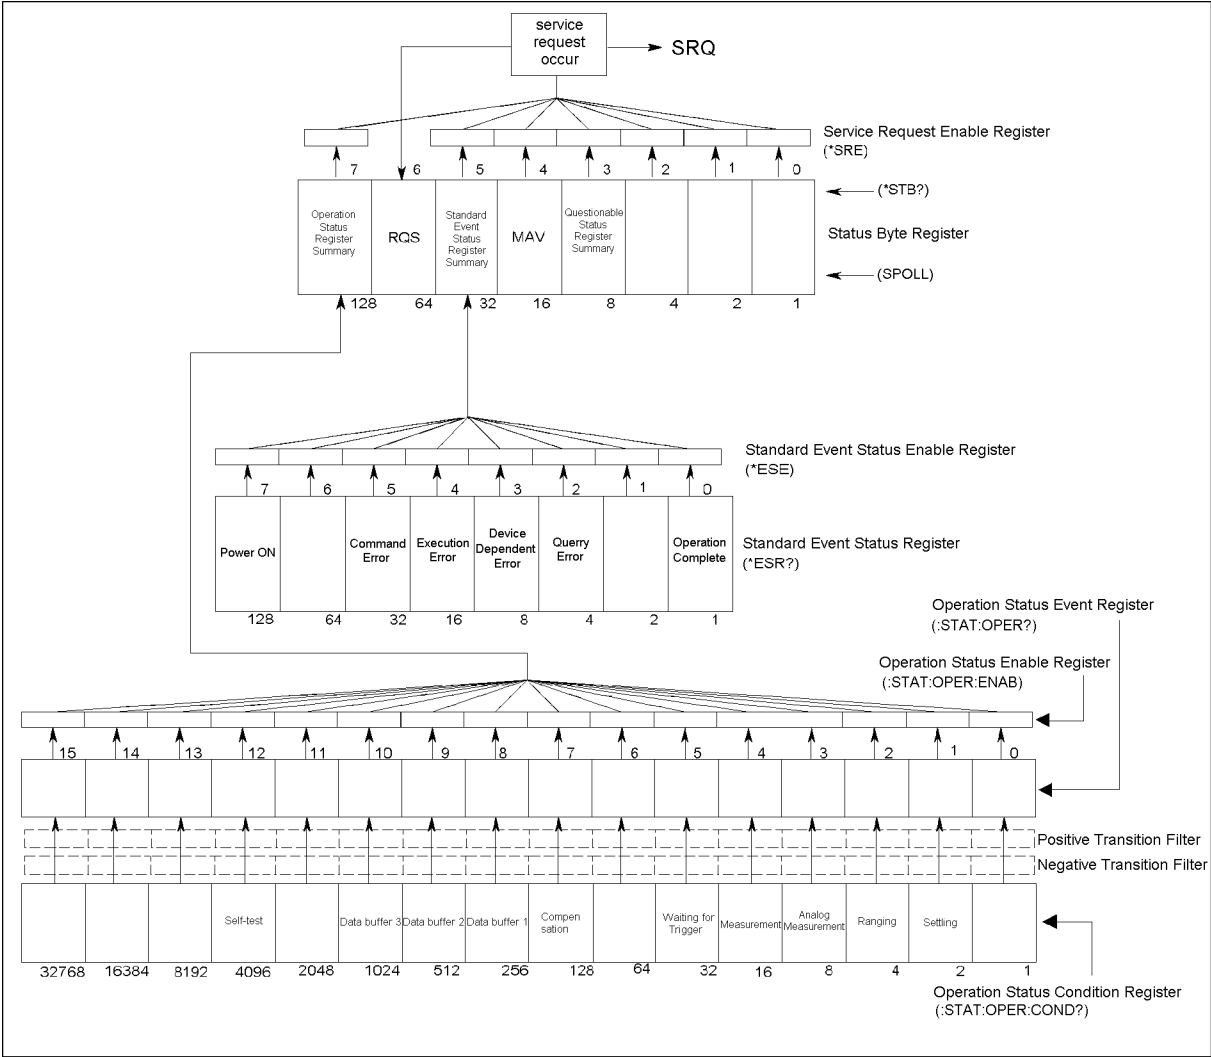 service
request
occur
SRQ
Service Request Enable Register
(*SRE)
7 6 5 4 3 2 1 0
(*STB?)
Operation
Status
Register
Summary
RQS
Standard
Event
Status
Register
Summary
MAV
Questionable
Status
Register
Summary
Status Byte Register
(SPOLL)
128 64 32 16 8 4 2 1
Standard Event Status Enable Register
(*ESE)
7 6 5 4 3 2 1 0
Power ON
Command
Error
Execution
Error
Device
Dependent
Error
Querry
Error
Operation
Complete
Standard Event Status Register
(*ESR?)
128 64 32 16 8 4 2 1
Operation Status Event Register
(:STAT:OPER?)
Operation Status Enable Register
(:STAT:OPER:ENAB)
15 14 13 12 11 10 9 8 7 6 5 4 3 2 1 0
Positive Transition Filter
Negative Transition Filter
Self-test
Data buffer 3
Data buffer 2
Data buffer 1
Compen
sation
Waiting for
Trigger
Measurement
Analog
Measurement
Ranging
Settling
32768 16384 8192 4096 2048 1024 512 256 128 64 32 16 8 4 2 1
Operation Status Condition Register
(:STAT:OPER:COND?)